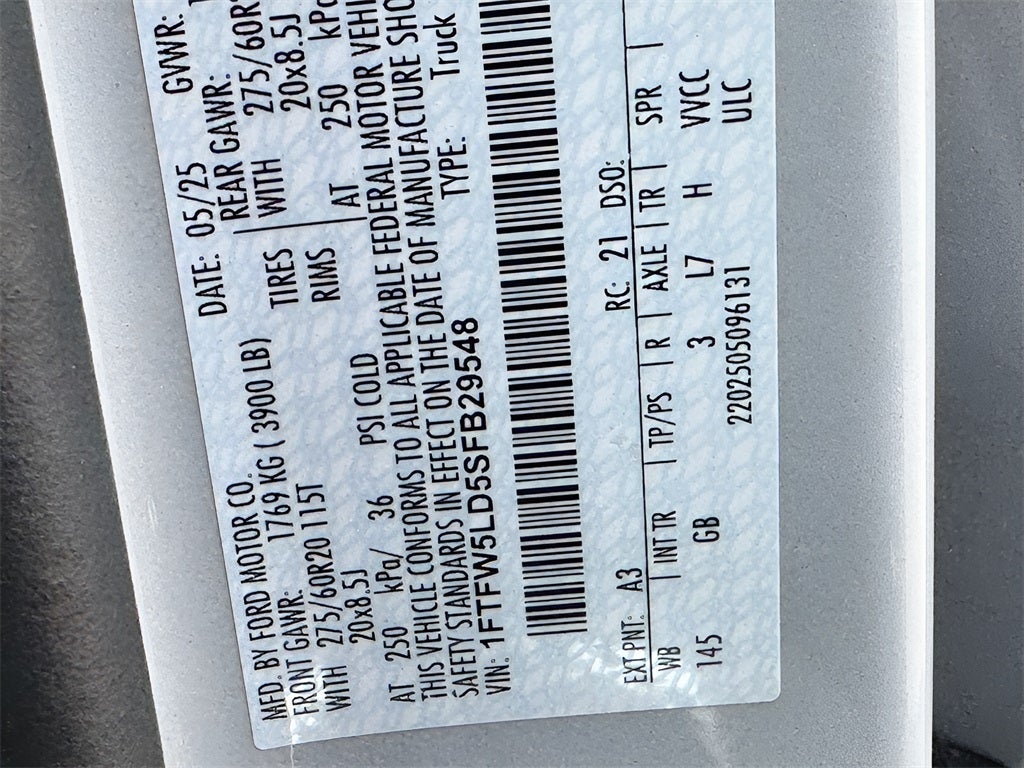 MFD. BY FORD MOTOR CO. DATE: 05/25 GVWR:
FRONT GAWR: 1769 KG ( 3900 LB) REAR GAWR:
WITH 275/60R20 115T TIRES WITH 275/60R
20x8.5J RIMS 20x8.5J
AT 250 kPa/ 36 PSI COLD AT 250 kPa
THIS VEHICLE CONFORMS TO ALL APPLICABLE FEDERAL MOTOR VEHI
SAFETY STANDARDS IN EFFECT ON THE DATE OF MANUFACTURE SHO
VIN: 1FTFW5LD5SFB29548 TYPE: Truck
EXT PNT: A3 RC: 21 DSO:
WB | INT TR | TP/PS | R | AXLE | TR | SPR |
145 GB 3 L7 H VVCC
2202505096131 ULC